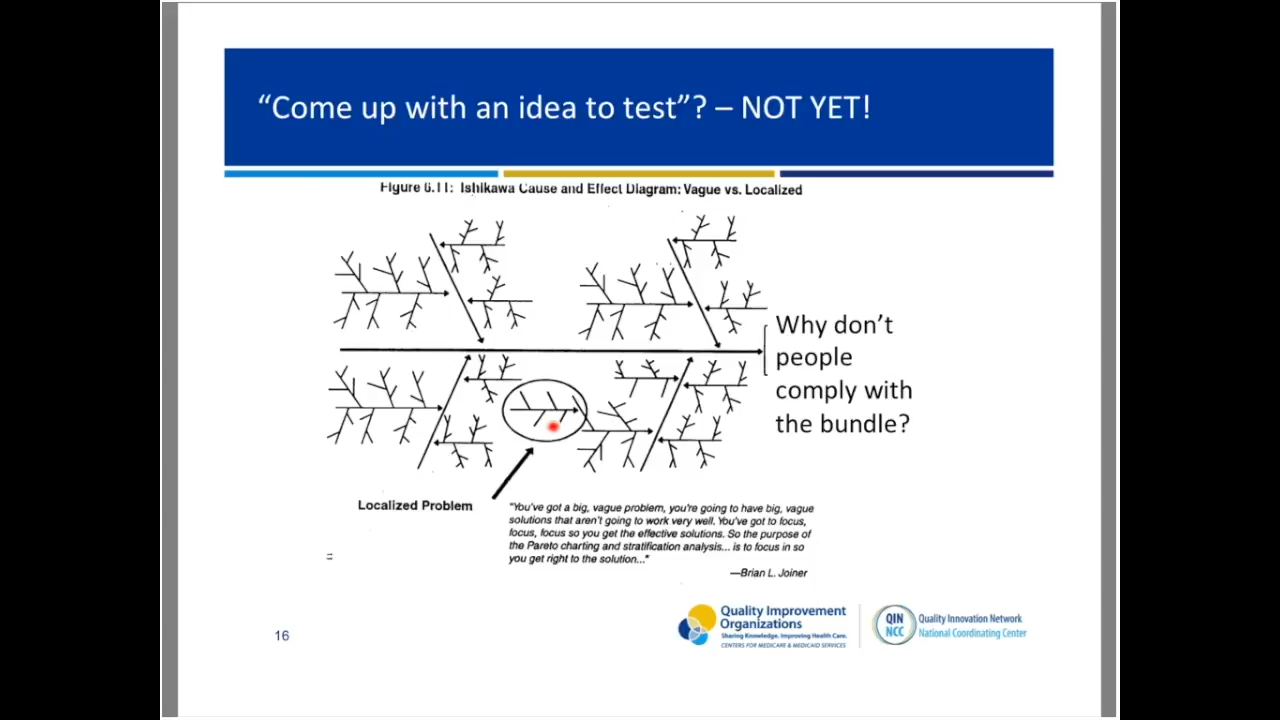 “Come up with an idea to test”? – NOT YET!
Figure 6.11: Ishikawa Cause and Effect Diagram: Vague vs. Localized
Why don’t
people
comply with
the bundle?
Localized Problem
"You've got a big, vague problem, you're going to have big, vague
solutions that aren't going to work very well. You've got to focus,
focus, focus so you get the effective solutions. So the purpose of
the Pareto charting and stratification analysis... is to focus in so
you get right to the solution..."
—Brian L. Joiner
16
Quality Improvement
Organizations
Sharing Knowledge. Improving Health Care.
CENTERS FOR MEDICARE & MEDICAID SERVICES
QIN
NCC
Quality Innovation Network
National Coordinating Center